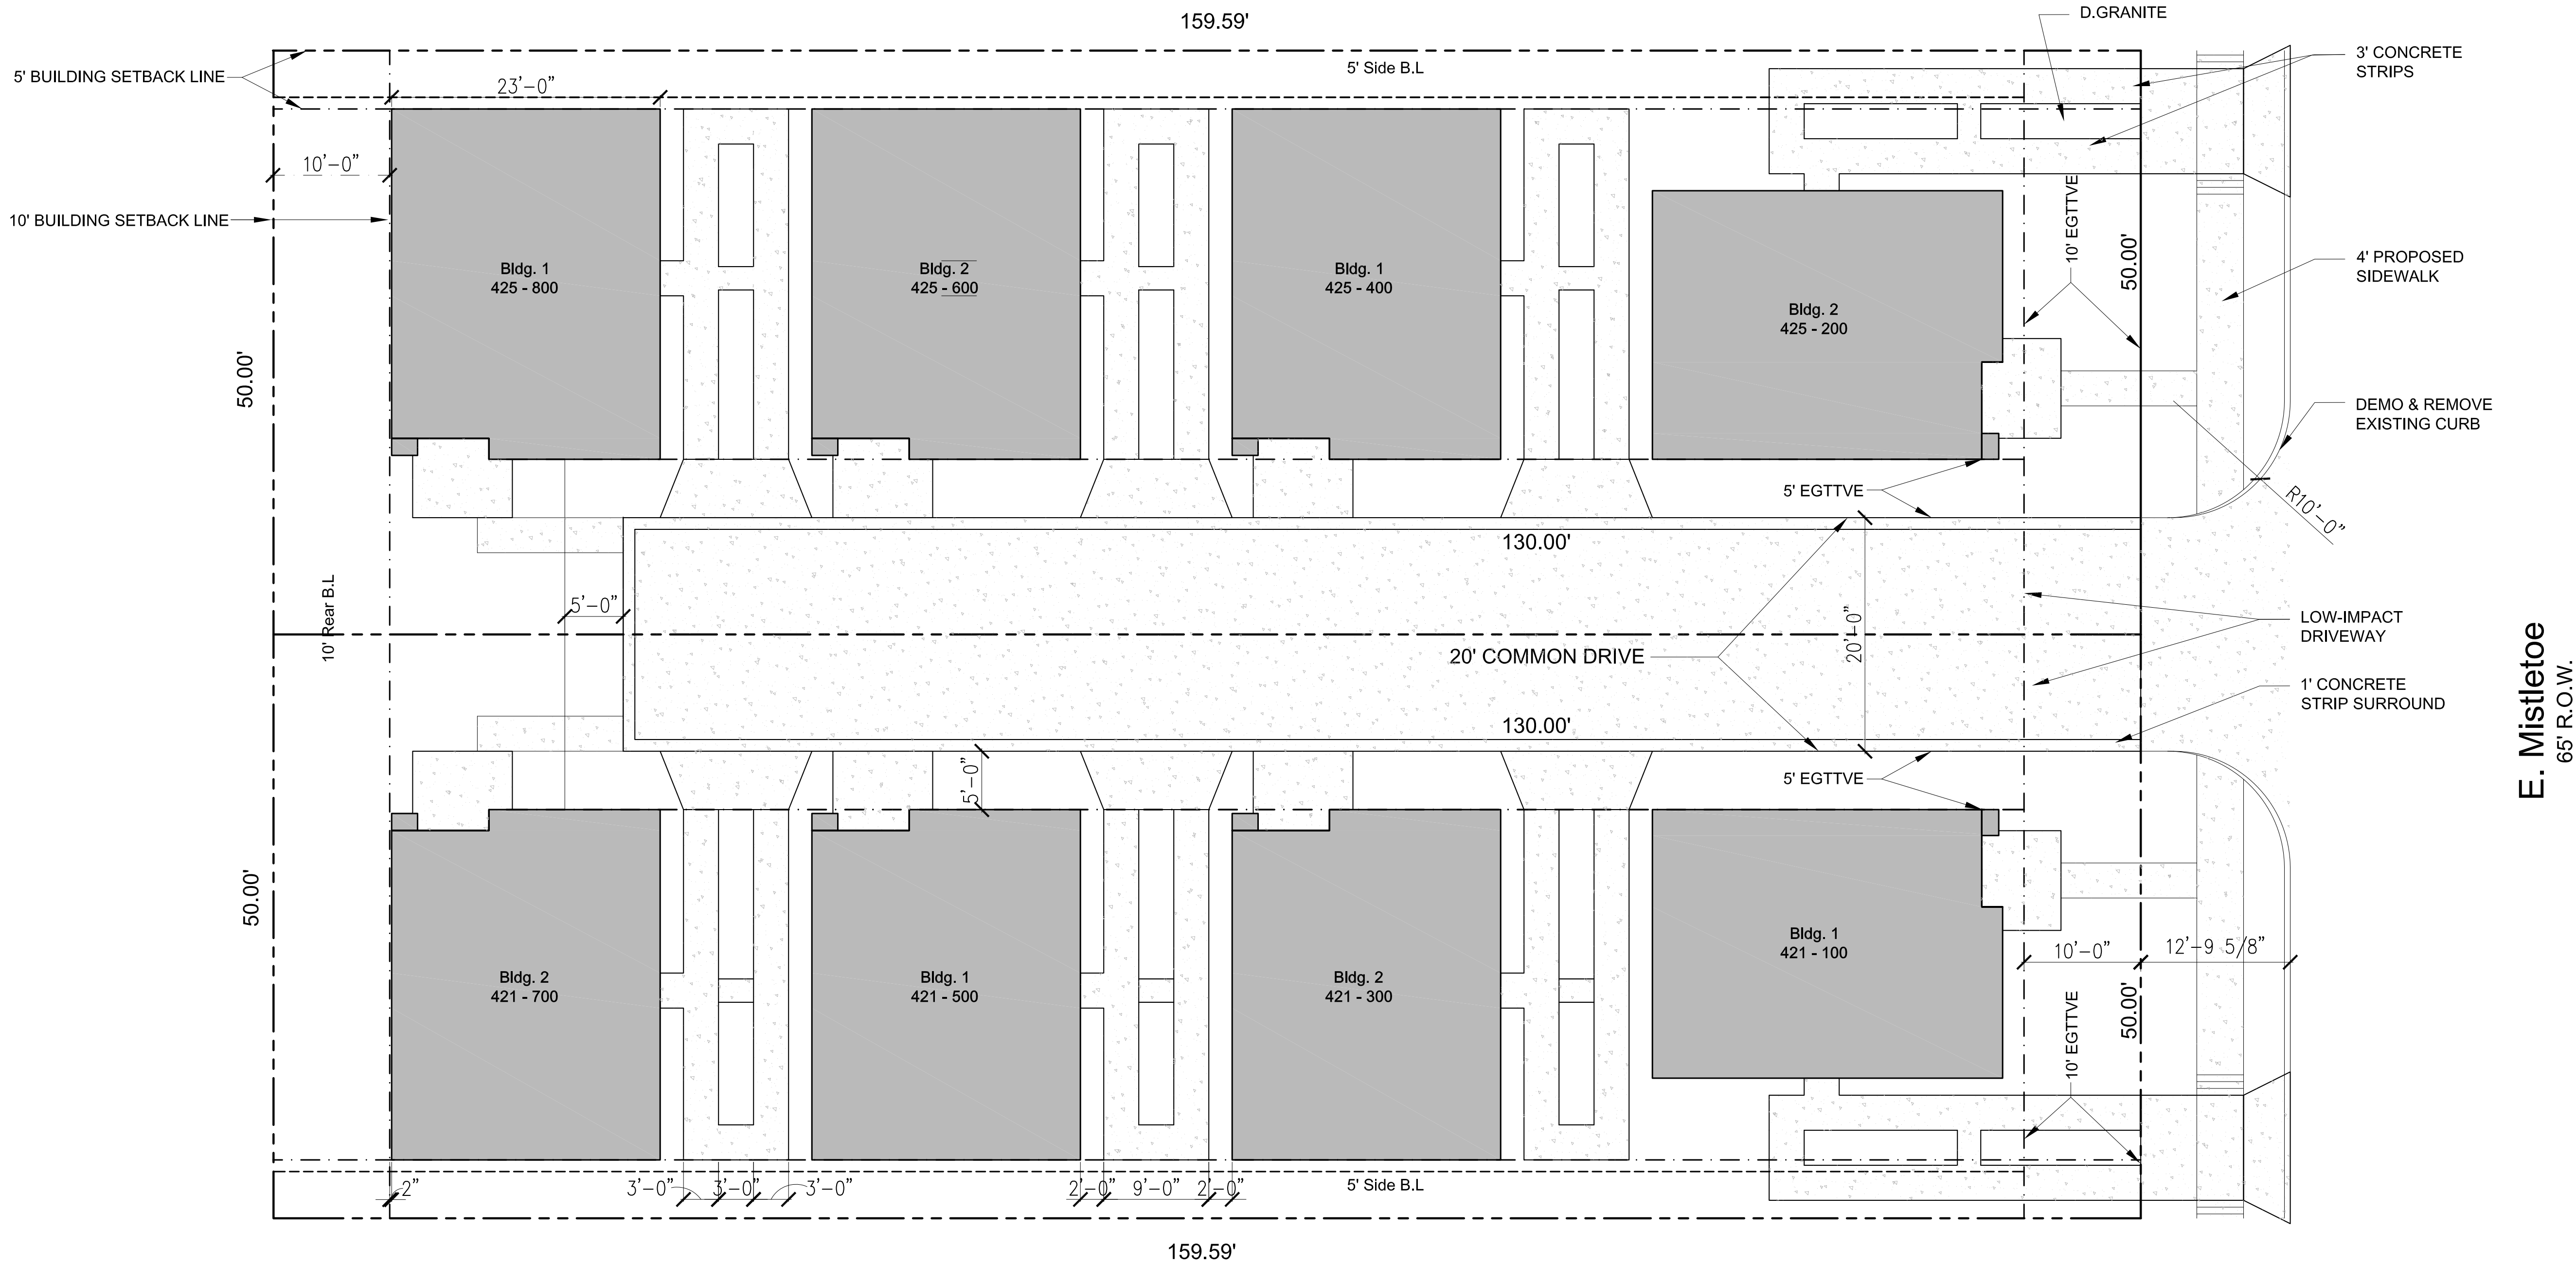 159.59'
D.GRANITE
3' CONCRETE
STRIPS
5' BUILDING SETBACK LINE
5' Side B.L
23'-0"
10'-0"
10' BUILDING SETBACK LINE
10' EGTTVE
50.00'
4' PROPOSED
SIDEWALK
Bldg. 1
425 - 800
Bldg. 2
425 - 600
Bldg. 1
425 - 400
Bldg. 2
425 - 200
50.00'
DEMO & REMOVE
EXISTING CURB
5' EGTTVE
R10'-0"
130.00'
10' Rear B.L
5'-0"
20'-0"
LOW-IMPACT
DRIVEWAY
20' COMMON DRIVE
1' CONCRETE
STRIP SURROUND
E. Mistletoe
65' R.O.W.
130.00'
5'-0"
5' EGTTVE
50.00'
Bldg. 2
421 - 700
Bldg. 1
421 - 500
Bldg. 2
421 - 300
Bldg. 1
421 - 100
10'-0"
12'-9 5/8"
50.00'
10' EGTTVE
2"
3'-0"
3'-0"
3'-0"
2'-0"
9'-0"
2'-0"
5' Side B.L
159.59'